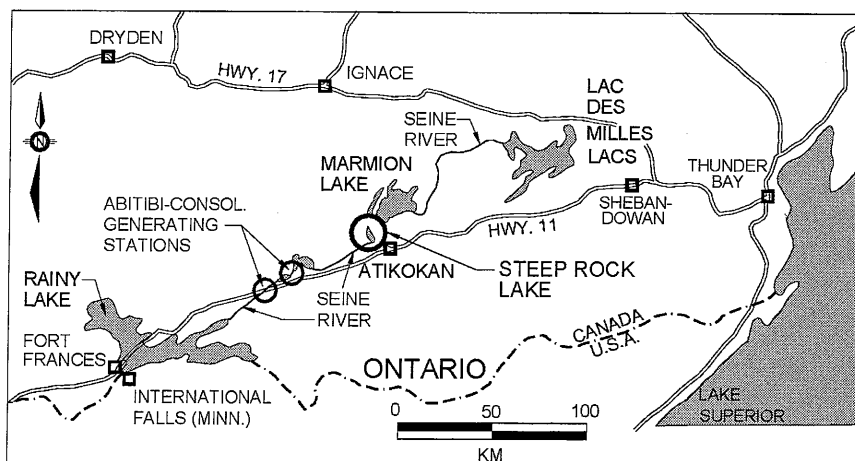 DRYDEN
HWY. 17
IGNACE
LAC
DES
MILLES
LACS
SEINE
RIVER
MARMION
LAKE
THUNDER
BAY
N
SHEBAN-
DOWAN
ABITIBI-CONSOL.
GENERATING
STATIONS
HWY. 11
ATIKOKAN
STEEP ROCK
LAKE
RAINY
LAKE
SEINE
RIVER
FORT
FRANCES
CANADA
U.S.A.
ONTARIO
INTERNATIONAL
FALLS (MINN.)
LAKE
SUPERIOR
0 50 100
KM